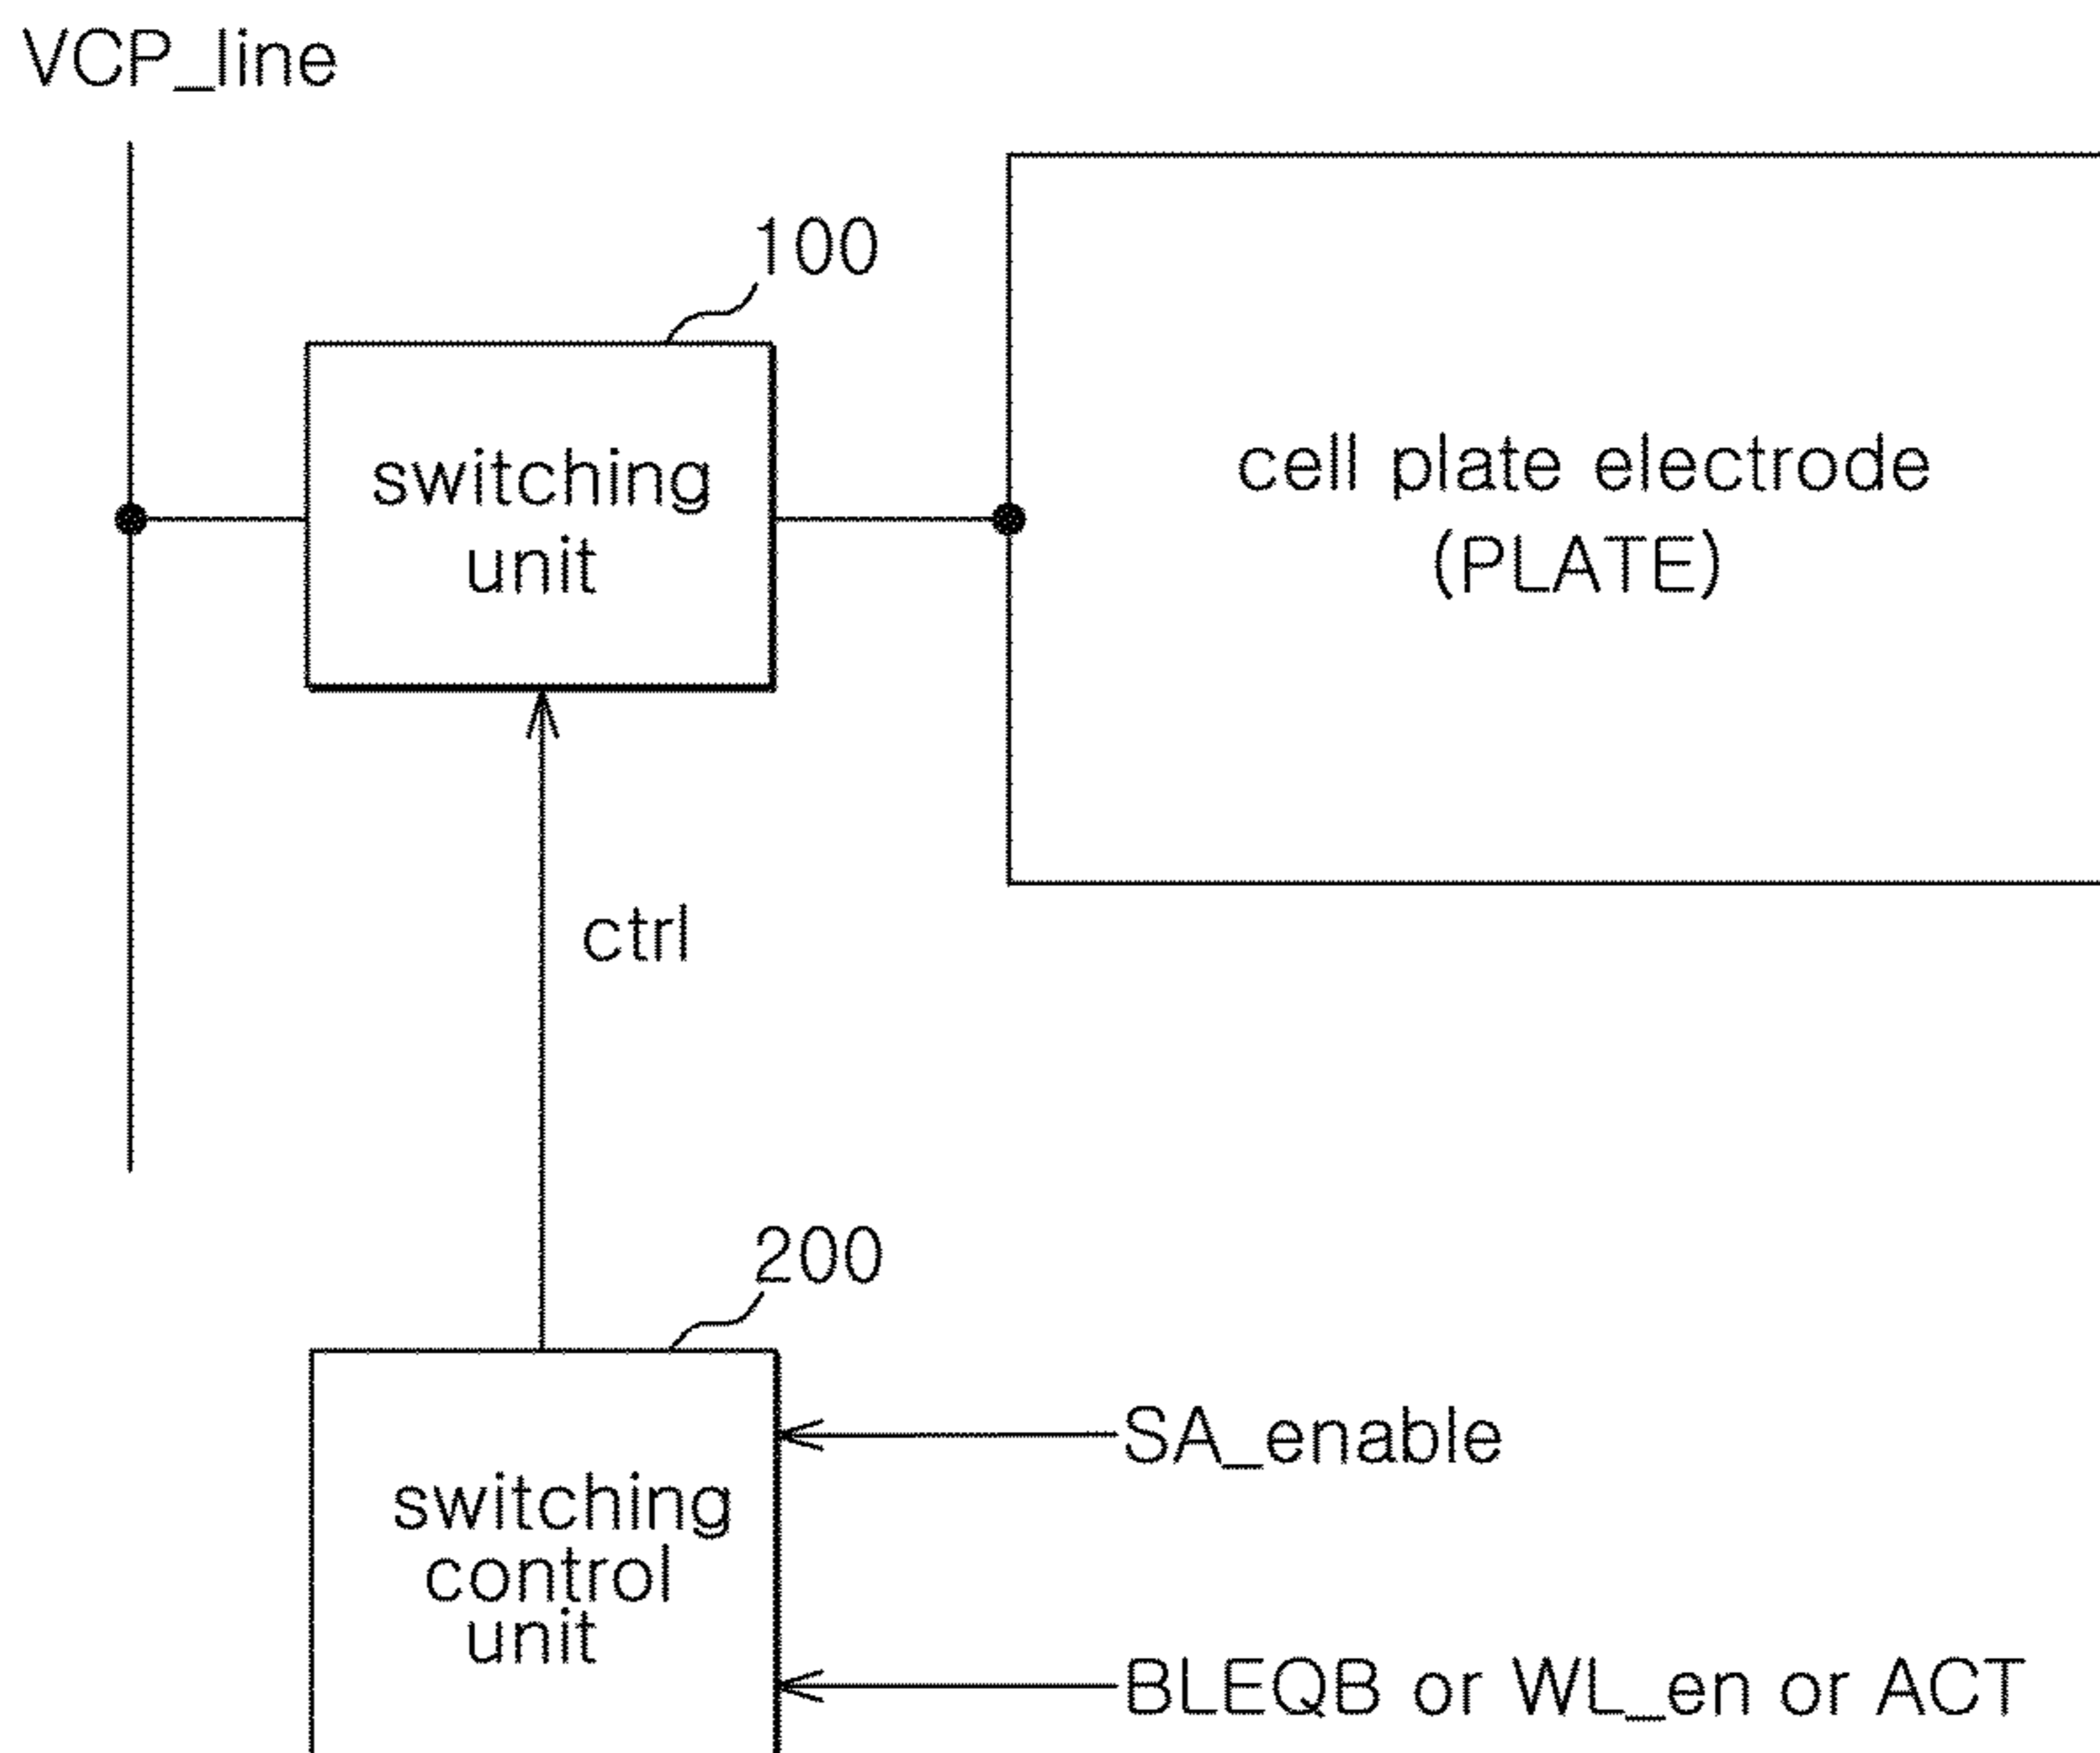 VCP_line
100
switching
unit
cell plate electrode
(PLATE)
ctrl
200
switching
control
unit
SA_enable
BLEQB or WL_en or ACT